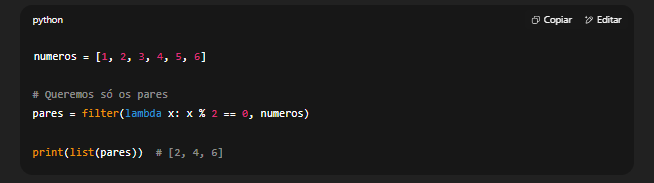 python Copiar Editar
numeros = [1, 2, 3, 4, 5, 6]
# Queremos só os pares
pares = filter(lambda x: x % 2 == 0, numeros)
print(list(pares))  # [2, 4, 6]